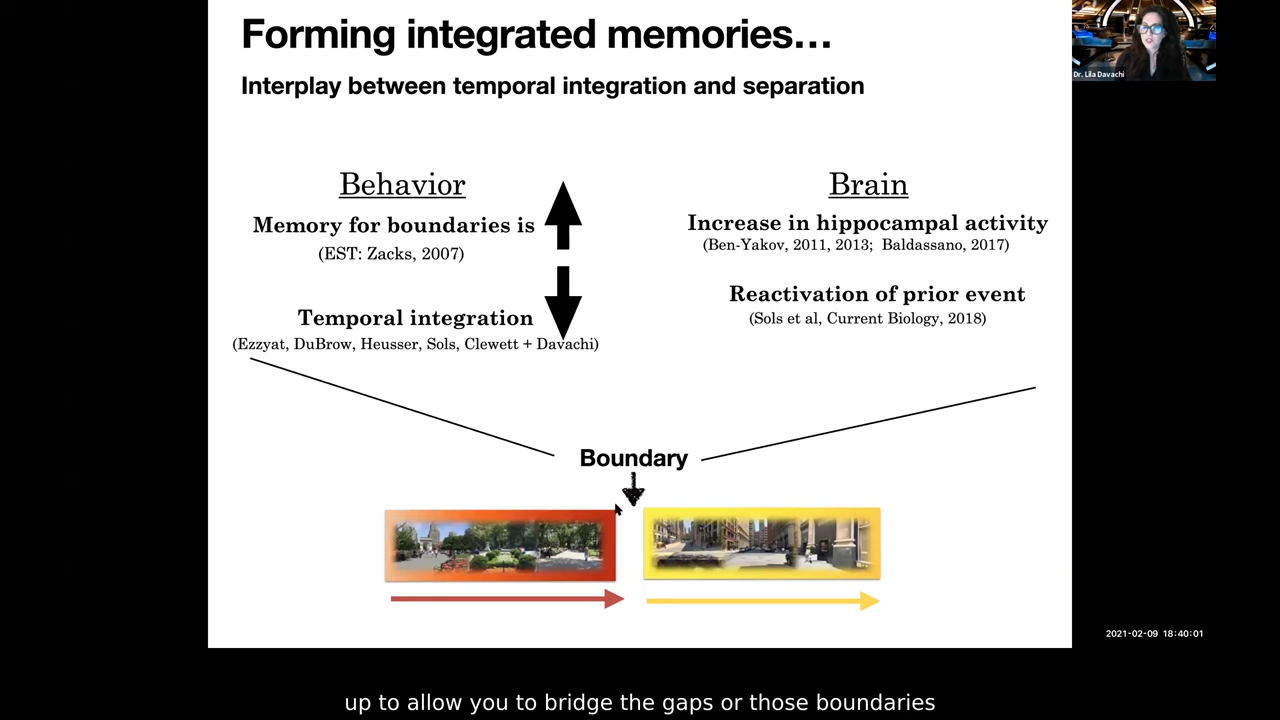 Forming integrated memories…
Interplay between temporal integration and separation
Dr. Lila Davachi
Behavior
Memory for boundaries is
(EST: Zacks, 2007)
Temporal integration
(Ezzyat, DuBrow, Heusser, Sols, Clewett + Davachi)
Brain
Increase in hippocampal activity
(Ben-Yakov, 2011, 2013; Baldassano, 2017)
Reactivation of prior event
(Sols et al, Current Biology, 2018)
Boundary
2021-02-09 18:40:01
up to allow you to bridge the gaps or those boundaries